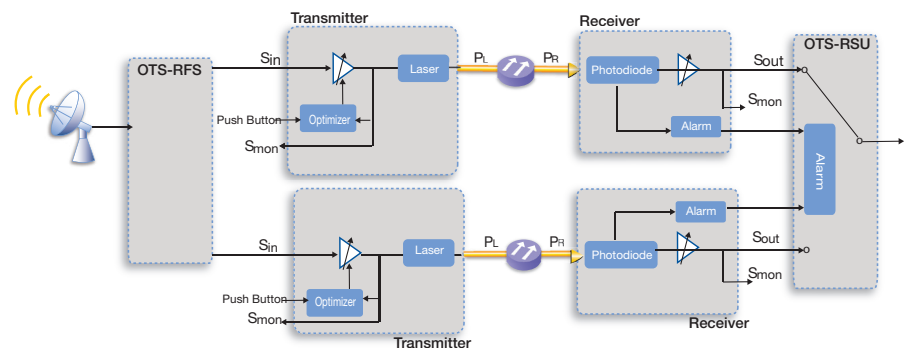 Transmitter
Receiver
OTS-RFS
OTS-RSU
Sin
Laser
PL
PR
Photodiode
Sout
Smon
Push Button
Optimizer
Alarm
Smon
Alarm
Alarm
Sin
Laser
PL
PR
Photodiode
Sout
Smon
Push Button
Optimizer
Smon
Receiver
Transmitter